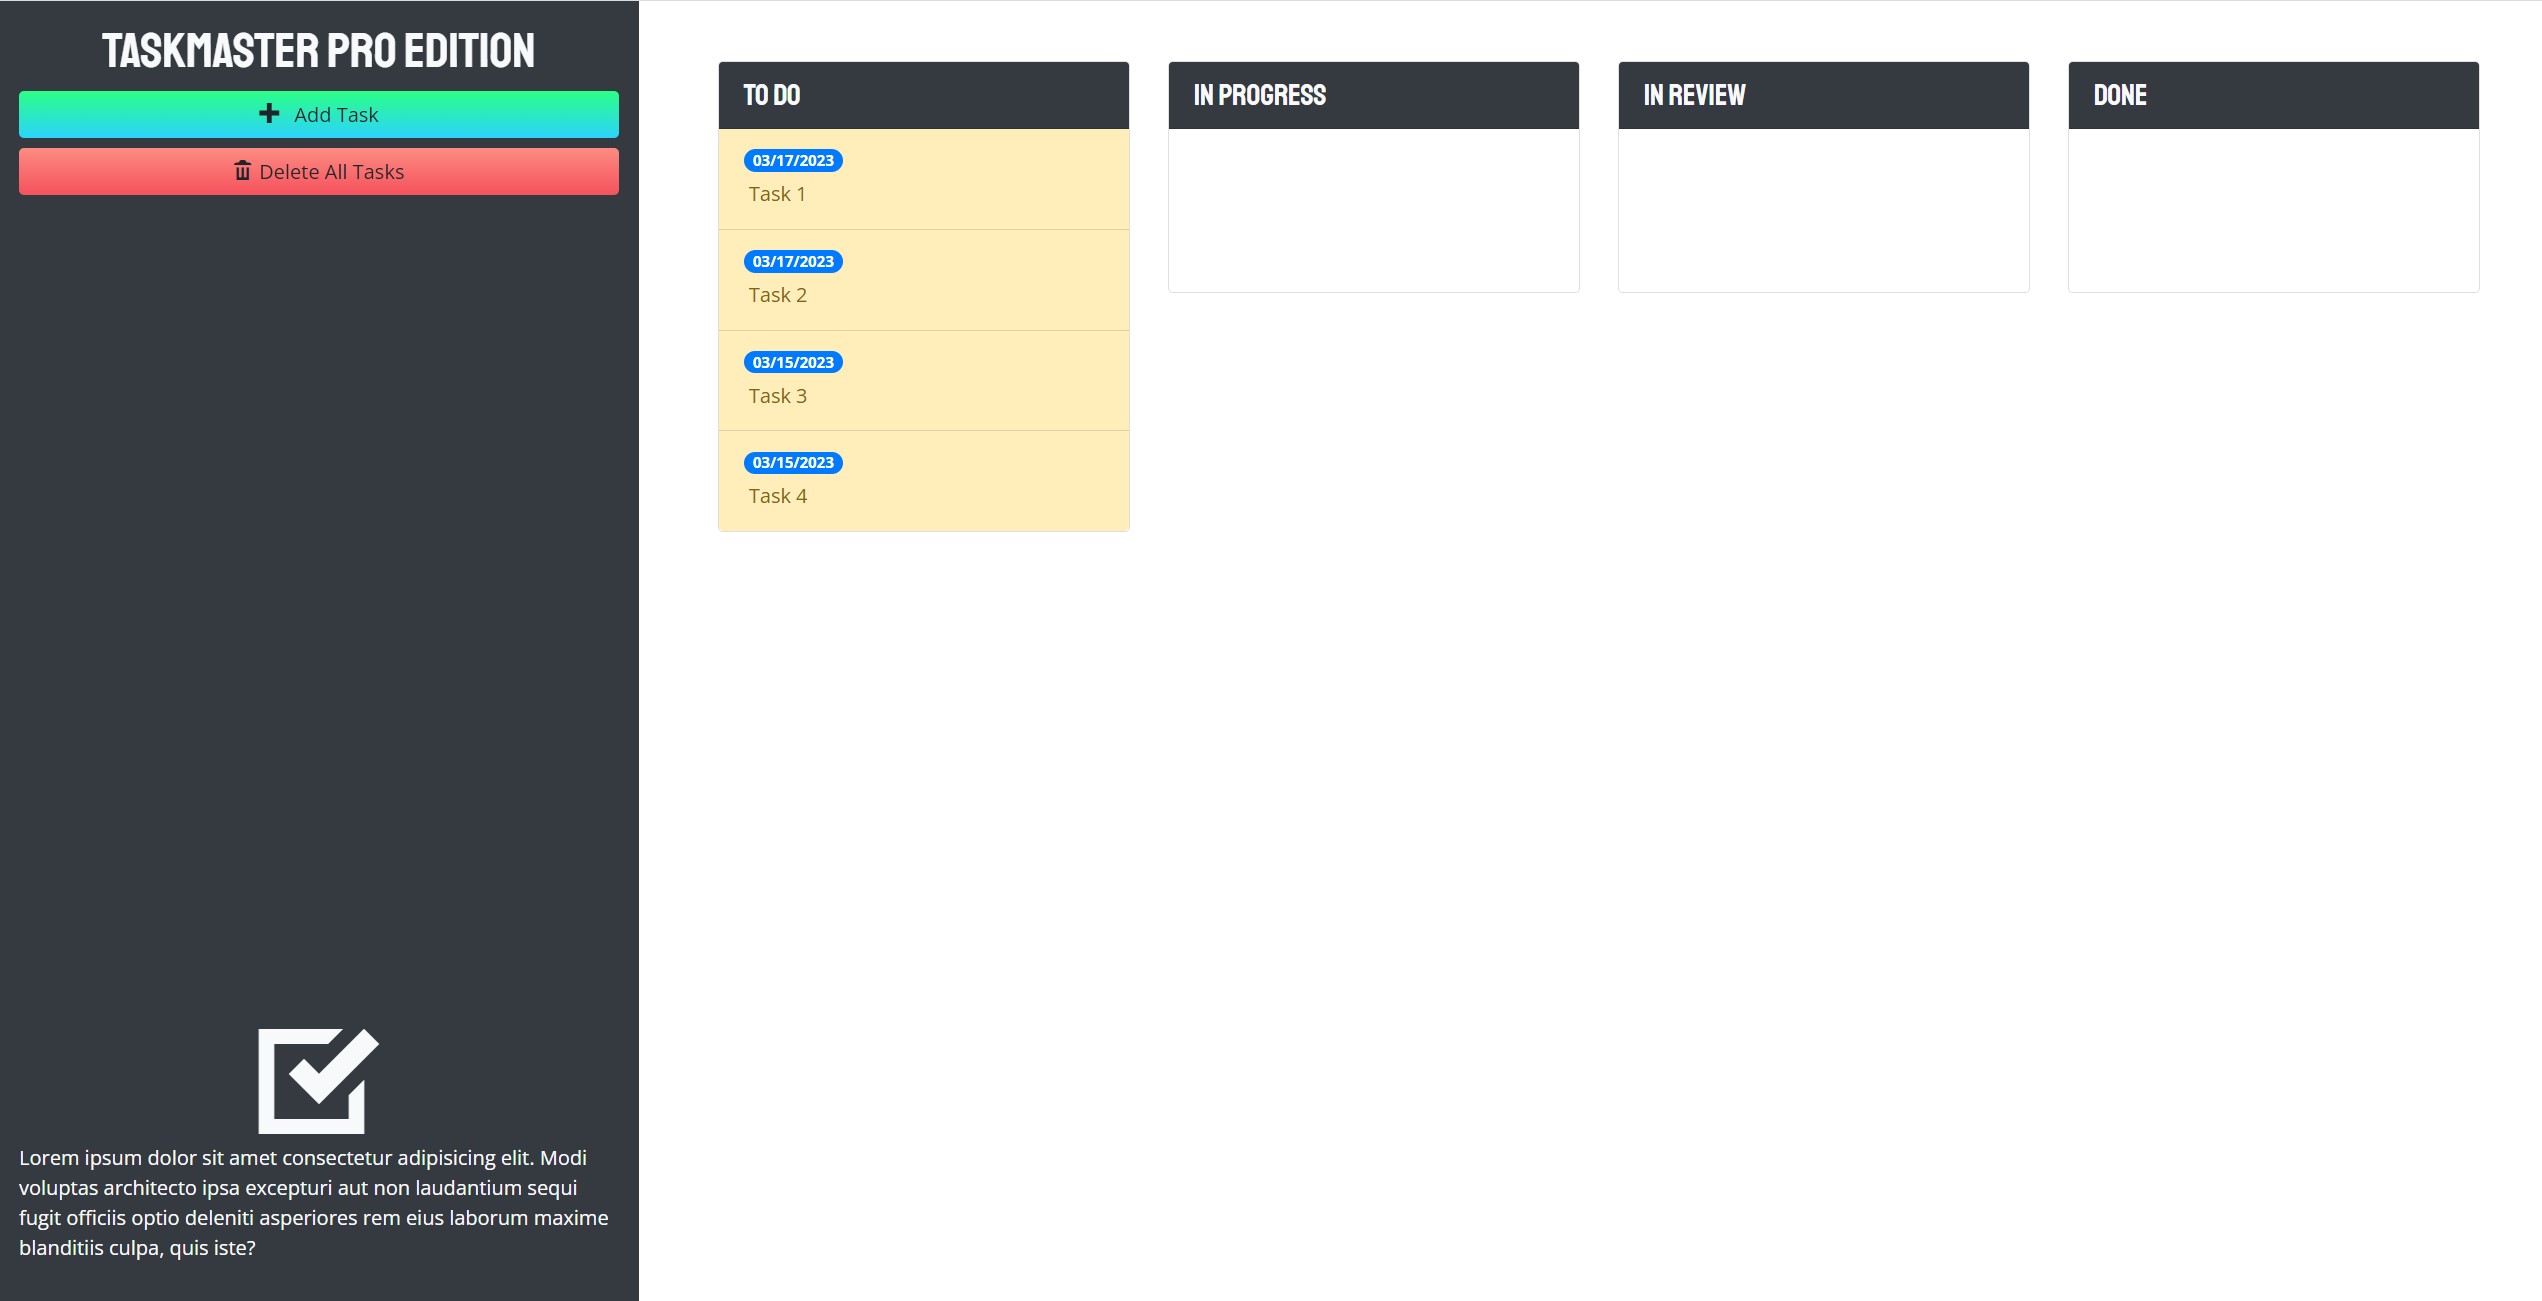 TASKMASTER PRO EDITION
Add Task
Delete All Tasks
Lorem ipsum dolor sit amet consectetur adipisicing elit. Modi
voluptas architecto ipsa excepturi aut non laudantium sequi
fugit officiis optio deleniti asperiores rem eius laborum maxime
blanditiis culpa, quis iste?
TO DO
03/17/2023
Task 1
03/17/2023
Task 2
03/15/2023
Task 3
03/15/2023
Task 4
IN PROGRESS
IN REVIEW
DONE